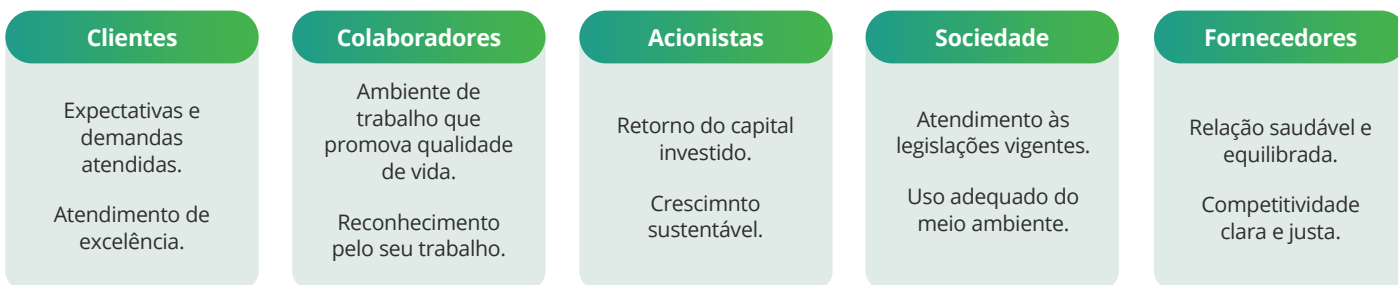 Clientes
Expectativas e
demandas
atendidas.
Atendimento de
excelência.
Colaboradores
Ambiente de
trabalho que
promova qualidade
de vida.
Reconhecimento
pelo seu trabalho.
Acionistas
Retorno do capital
investido.
Crescimnto
sustentável.
Sociedade
Atendimento às
legislações vigentes.
Uso adequado do
meio ambiente.
Fornecedores
Relação saudável e
equilibrada.
Competitividade
clara e justa.